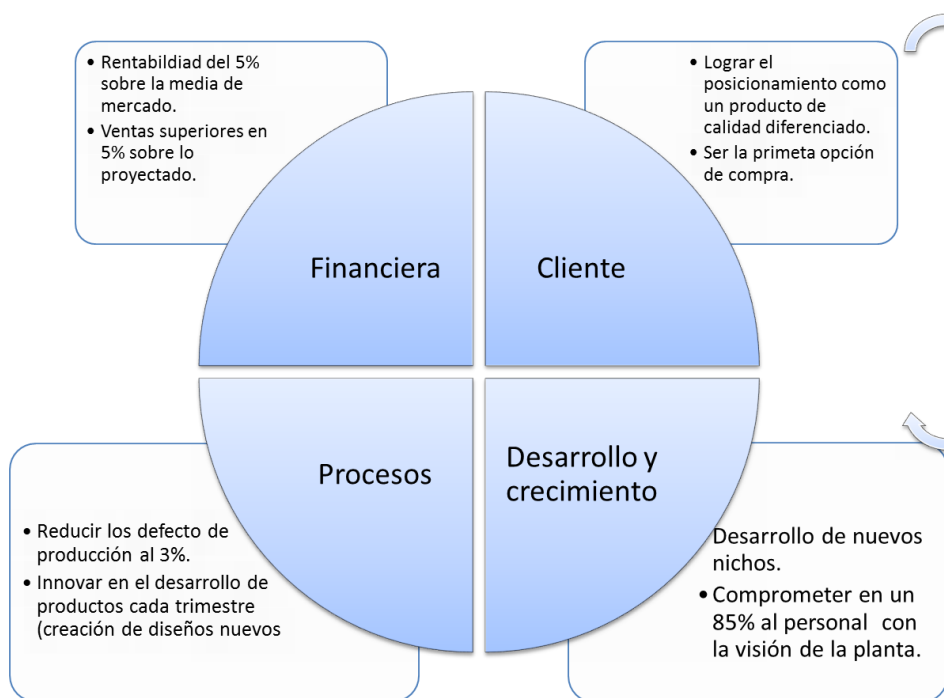 • Rentabildiad del 5%
sobre la media de
mercado.
• Ventas superiores en
5% sobre lo
proyectado.
• Lograr el
posicionamiento como
un producto de
calidad diferenciado.
• Ser la primeta opción
de compra.
Financiera
Cliente
Procesos
Desarrollo y
crecimiento
• Reducir los defecto de
producción al 3%.
• Innovar en el desarrollo de
productos cada trimestre
(creación de diseños nuevos
Desarrollo de nuevos
nichos.
• Comprometer en un
85% al personal con
la visión de la planta.